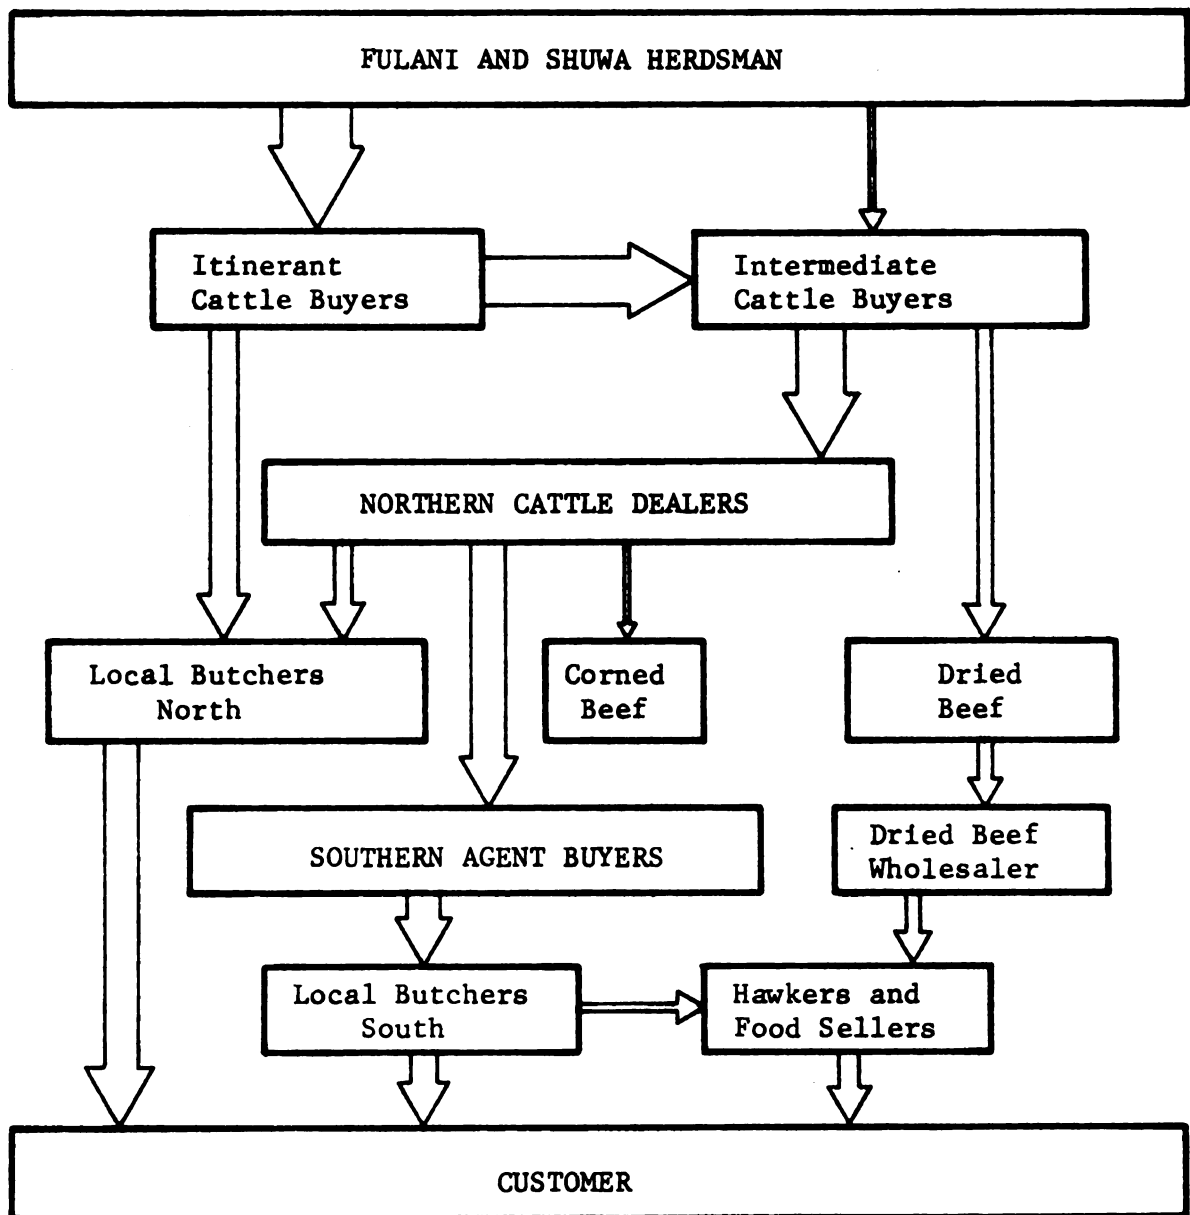 FULANI AND SHUWA HERDSMAN
Itinerant
Cattle Buyers
Intermediate
Cattle Buyers
NORTHERN CATTLE DEALERS
Local Butchers
North
Corned
Beef
Dried
Beef
SOUTHERN AGENT BUYERS
Dried Beef
Wholesaler
Local Butchers
South
Hawkers and
Food Sellers
CUSTOMER